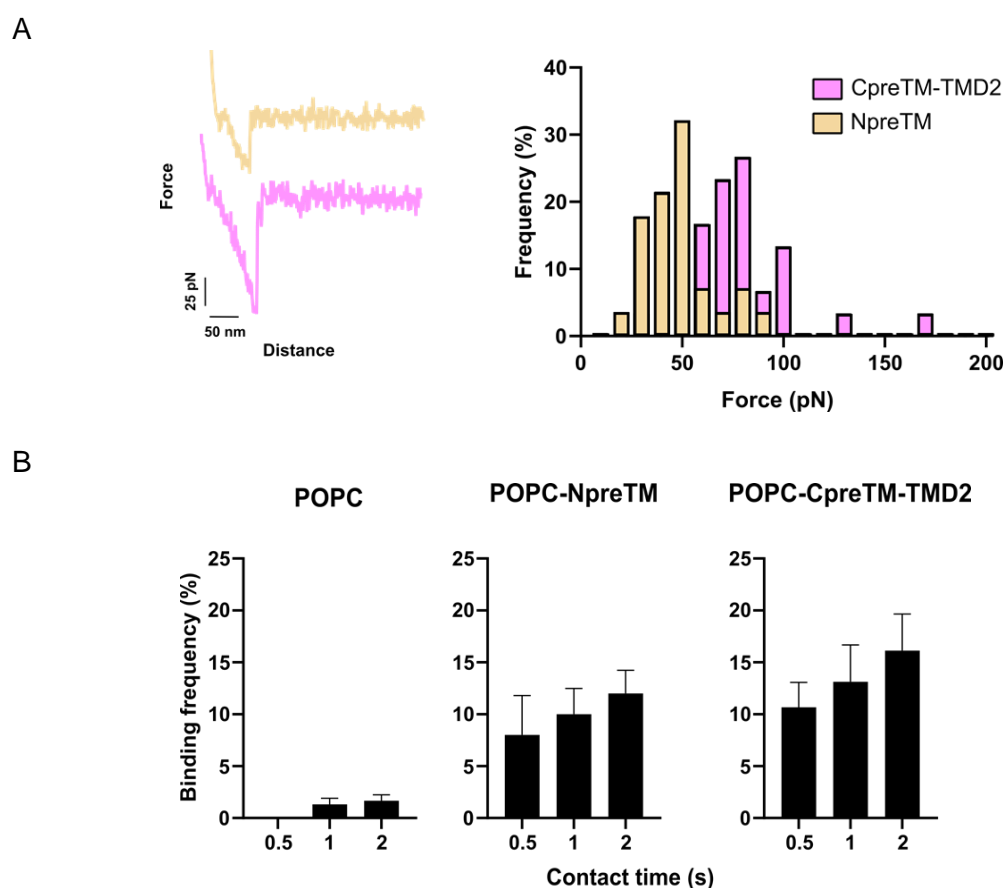 A
Force
25 pN
50 nm
Distance
Frequency (%)
40
30
20
10
0
0 50 100 150 200
Force (pN)
CpreTM-TMD2
NpreTM
B
POPC
POPC-NpreTM
POPC-CpreTM-TMD2
Binding frequency (%)
25
20
15
10
5
0
0.5 1 2
25
20
15
10
5
0
0.5 1 2
25
20
15
10
5
0
0.5 1 2
Contact time (s)